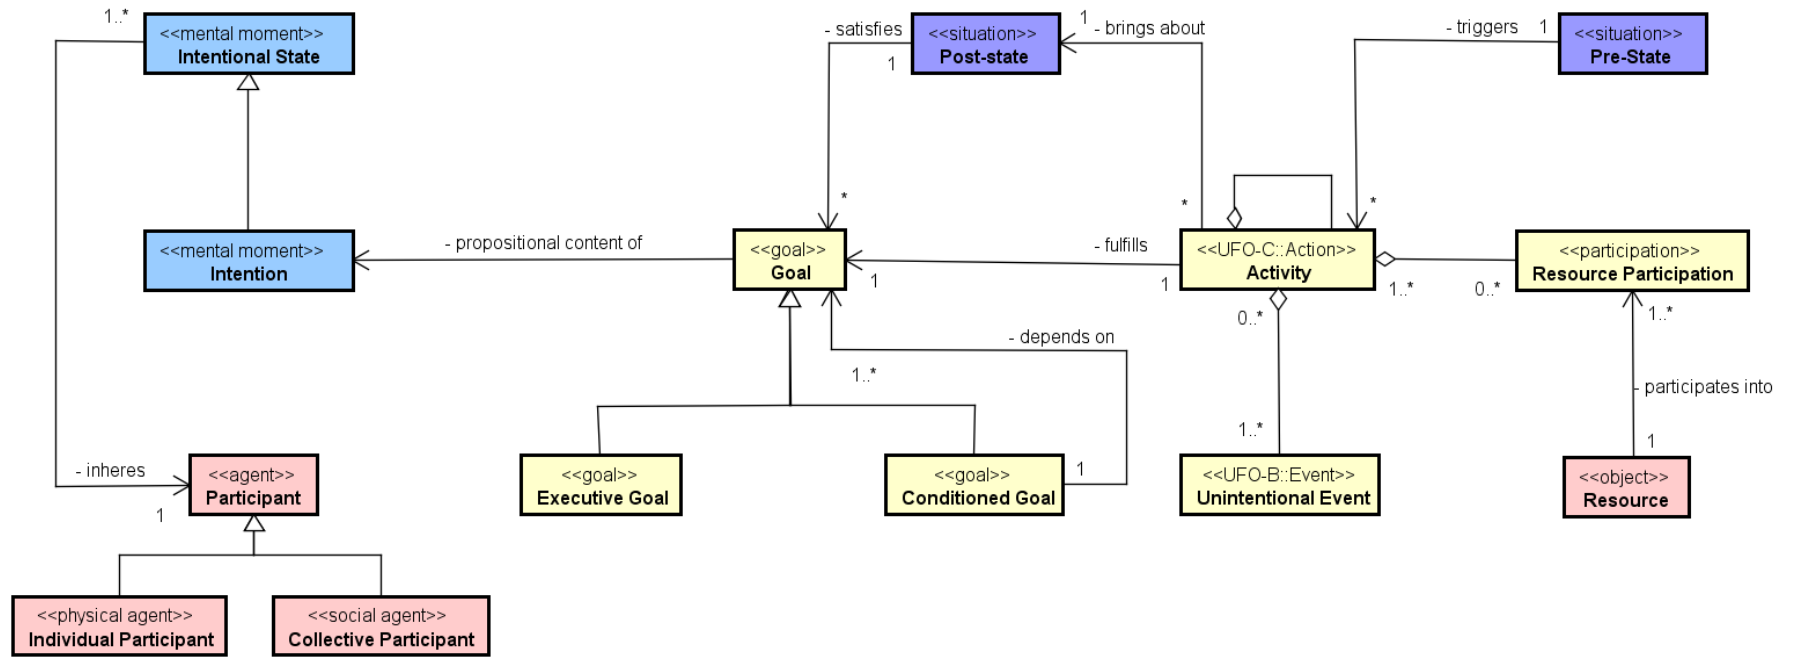 1..*
<<mental moment>>
Intentional State
- satisfies
1
<<situation>>
Post-state
1
- brings about
- triggers
1
<<situation>>
Pre-State
*
*
*
<<mental moment>>
Intention
- propositional content of
<<goal>>
Goal
1
- fulfills
1
<<UFO-C::Action>>
Activity
1..*
0..*
<<participation>>
Resource Participation
0..*
1..*
- depends on
1..*
- participates into
1..*
1
- inheres
1
<<agent>>
Participant
<<goal>>
Executive Goal
<<goal>>
Conditioned Goal
1
<<UFO-B::Event>>
Unintentional Event
<<object>>
Resource
<<physical agent>>
Individual Participant
<<social agent>>
Collective Participant